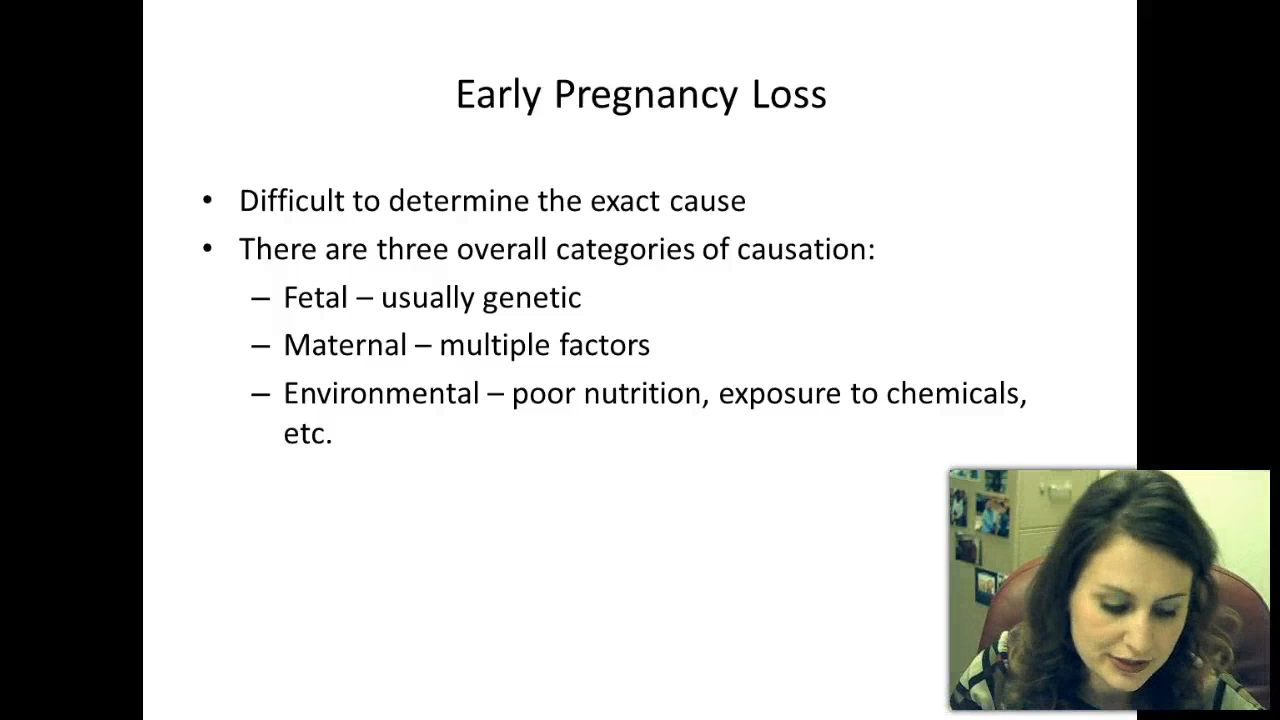 Early Pregnancy Loss
• Difficult to determine the exact cause
• There are three overall categories of causation:
– Fetal – usually genetic
– Maternal – multiple factors
– Environmental – poor nutrition, exposure to chemicals,
etc.